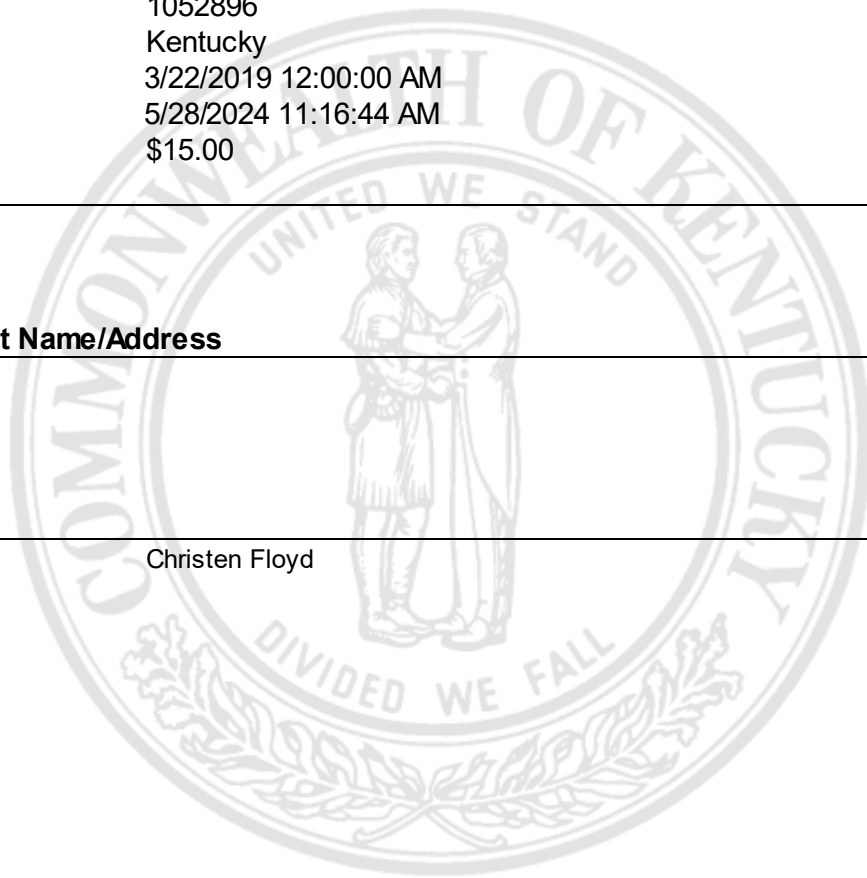 1052896
Kentucky
3/22/2019 12:00:00 AM
5/28/2024 11:16:44 AM
$15.00
COMMONWEALTH OF KENTUCKY
UNITED WE STAND
t Name/Address
Christen Floyd
DIVIDED WE FALL